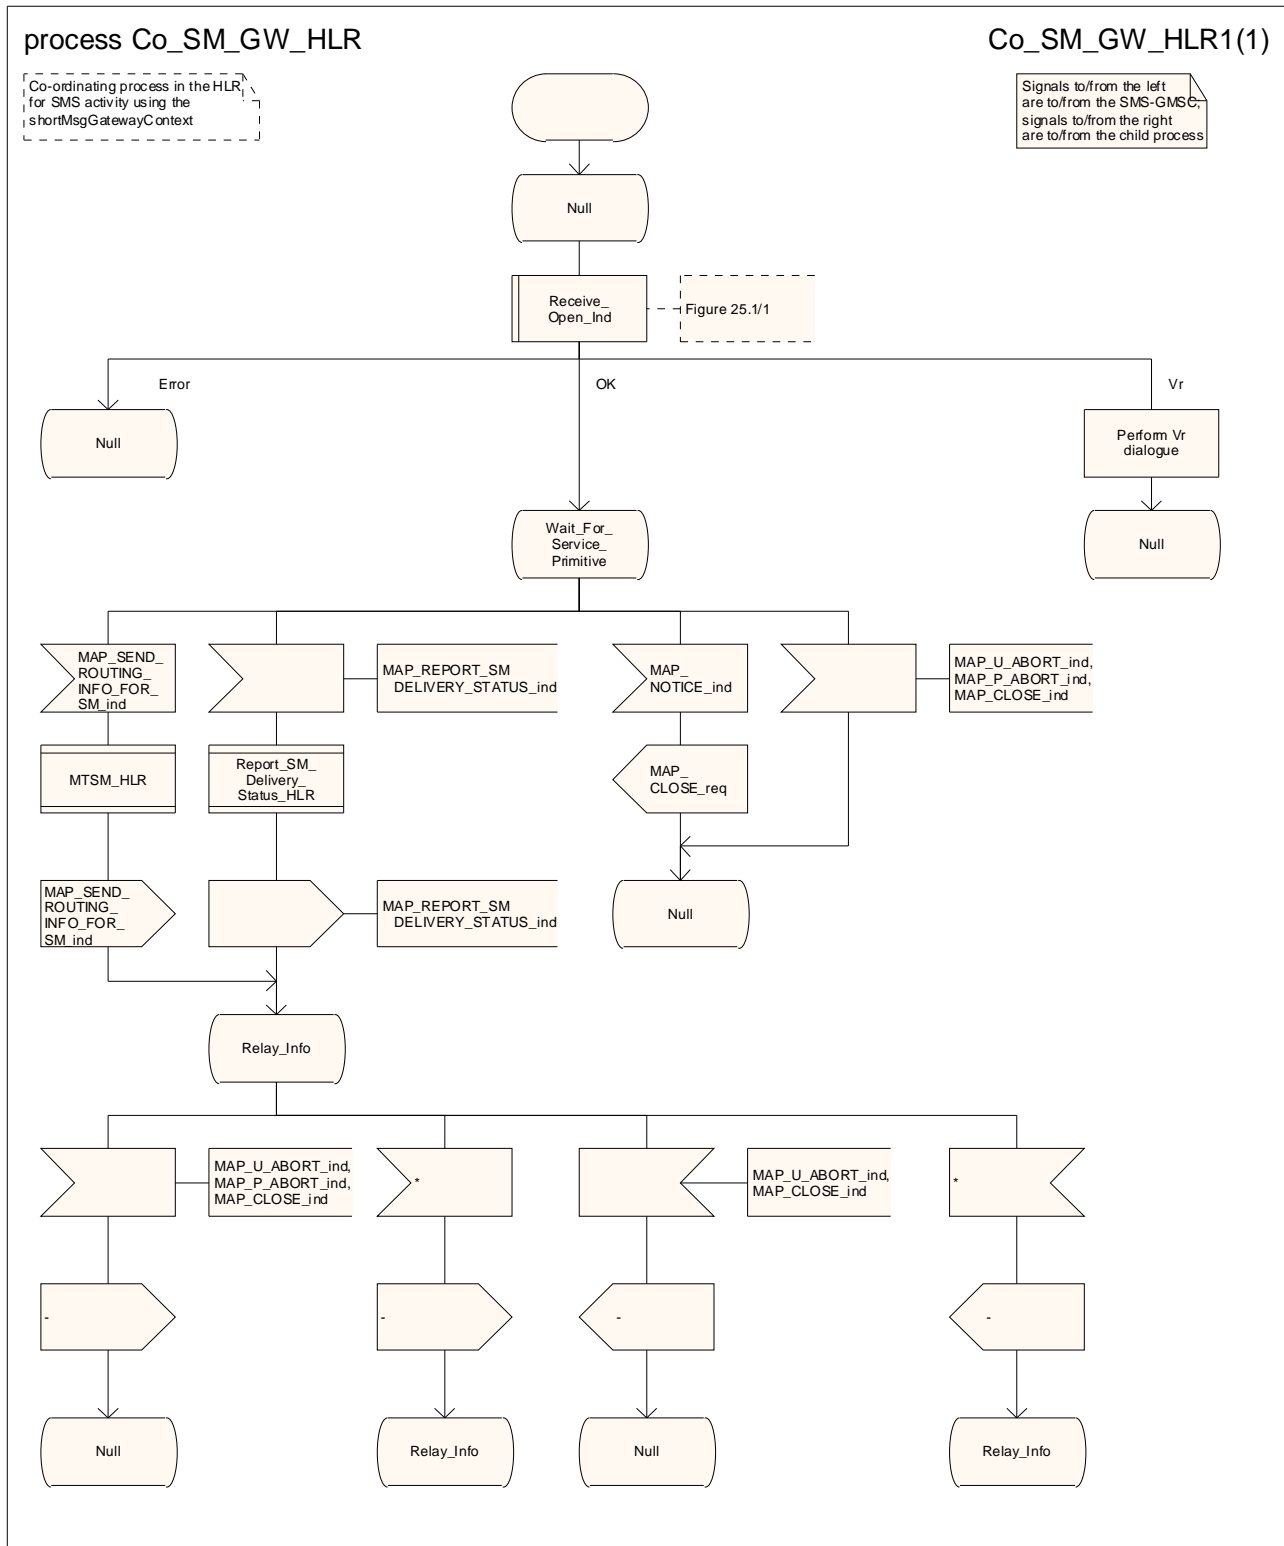 process Co_SM_GW_HLR
Co_SM_GW_HLR1(1)
Co-ordinating process in the HLR
for SMS activity using the
shortMsgGatewayContext
Signals to/from the left
are to/from the SMS-GMSC;
signals to/from the right
are to/from the child process
Null
Receive_
Open_Ind
Figure 25.1/1
Error
OK
Vr
Null
Perform Vr
dialogue
Wait_For_
Service_
Primitive
Null
MAP_SEND_
ROUTING_
INFO_FOR_
SM_ind
MAP_REPORT_SM
DELIVERY_STATUS_ind
MAP_
NOTICE_ind
MAP_U_ABORT_ind,
MAP_P_ABORT_ind,
MAP_CLOSE_ind
MTSM_HLR
Report_SM_
Delivery_
Status_HLR
MAP_
CLOSE_req
MAP_SEND_
ROUTING_
INFO_FOR_
SM_ind
MAP_REPORT_SM
DELIVERY_STATUS_ind
Null
Relay_Info
MAP_U_ABORT_ind,
MAP_P_ABORT_ind,
MAP_CLOSE_ind
*
MAP_U_ABORT_ind,
MAP_CLOSE_ind
*
-
-
-
-
Null
Relay_Info
Null
Relay_Info